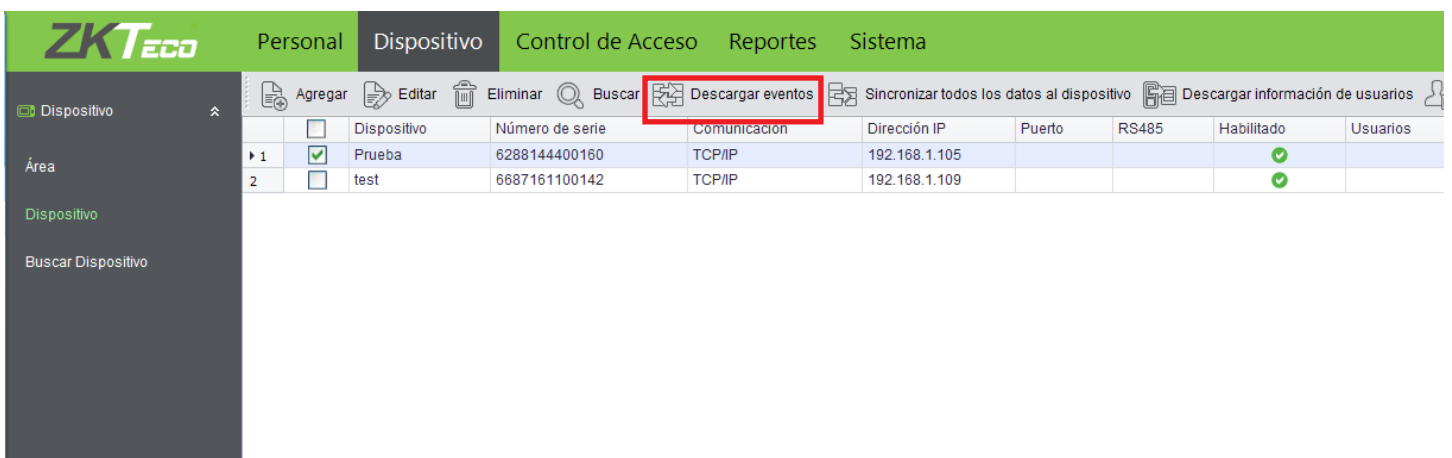 ZKTeco
Personal Dispositivo Control de Acceso Reportes Sistema
Agregar Editar Eliminar Buscar Descargar eventos Sincronizar todos los datos al dispositivo Descargar información de usuarios
Dispositivo
Área
Dispositivo
Buscar Dispositivo
Dispositivo Número de serie Comunicación Dirección IP Puerto RS485 Habilitado Usuarios
1 Prueba 6288144400160 TCP/IP 192.168.1.105
2 test 6687161100142 TCP/IP 192.168.1.109